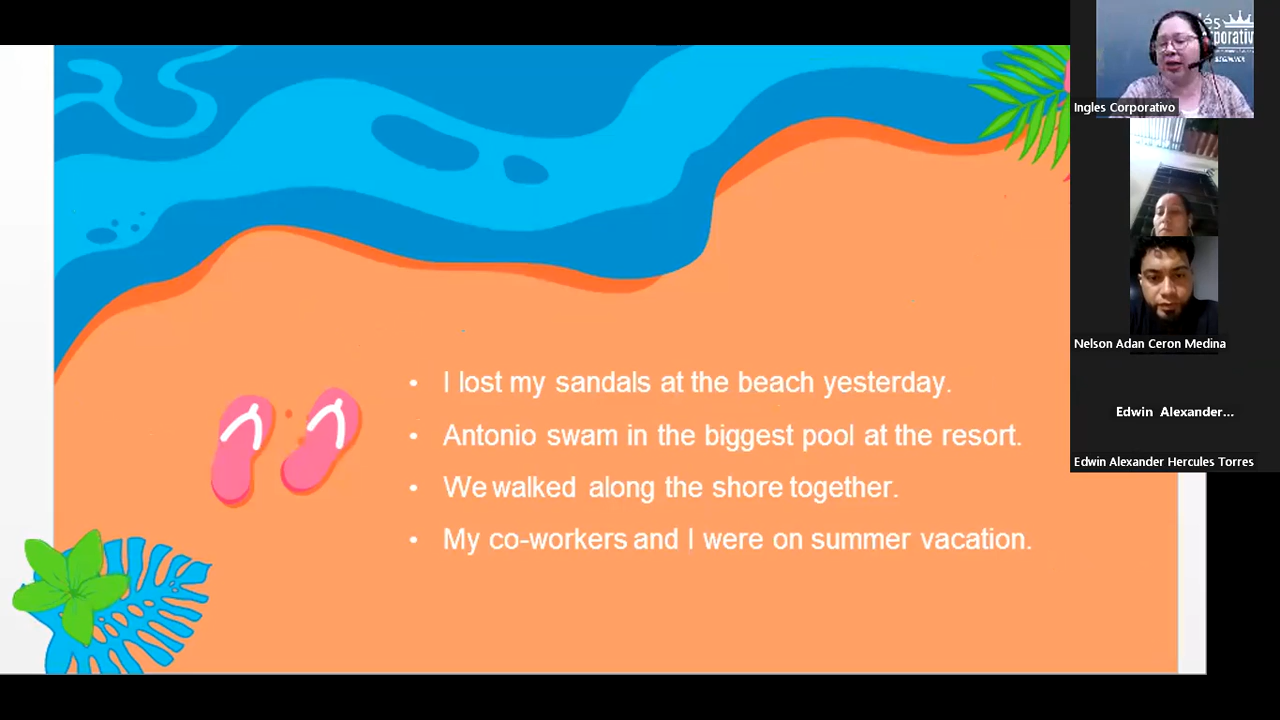 Ingles Corporativo
• I lost my sandals at the beach yesterday.
• Antonio swam in the biggest pool at the resort.
• We walked along the shore together.
• My co-workers and I were on summer vacation.
Nelson Adan Ceron Medina
Edwin Alexander...
Edwin Alexander Hercules Torres